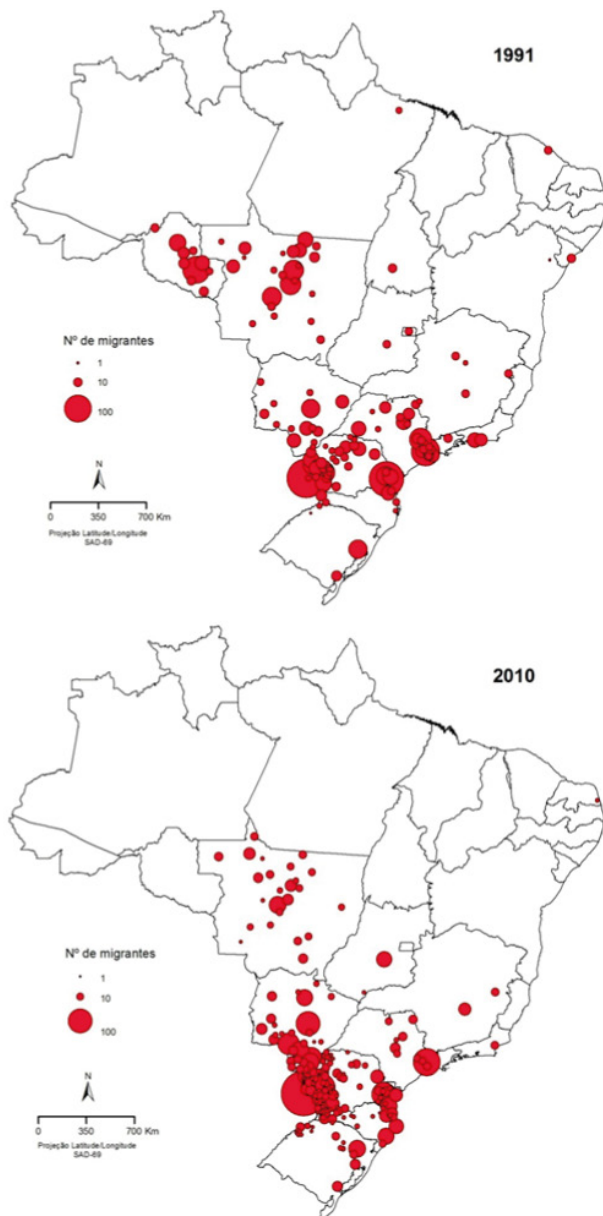 1991
Nº de migrantes
1
10
100
N
0 350 700 Km
Projeção Latitude/Longitude
SAD-69
2010
Nº de migrantes
1
10
100
N
0 350 700 Km
Projeção Latitude/Longitude
SAD-69